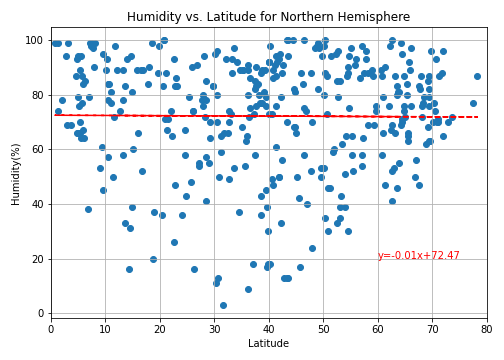 Humidity vs. Latitude for Northern Hemisphere
Humidity(%)
100
80
60
40
20
0
y=-0.01x+72.47
0 10 20 30 40 50 60 70 80
Latitude